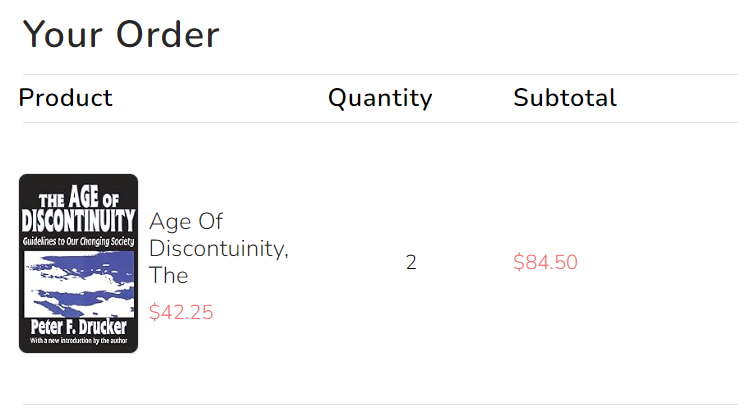 Your Order
Product Quantity Subtotal
THE AGE OF
DISCONTINUITY
Guidelines to Our Changing Society
Peter F. Drucker
With a new introduction by the author
Age Of
Discontuinity,
The
$42.25
2
$84.50